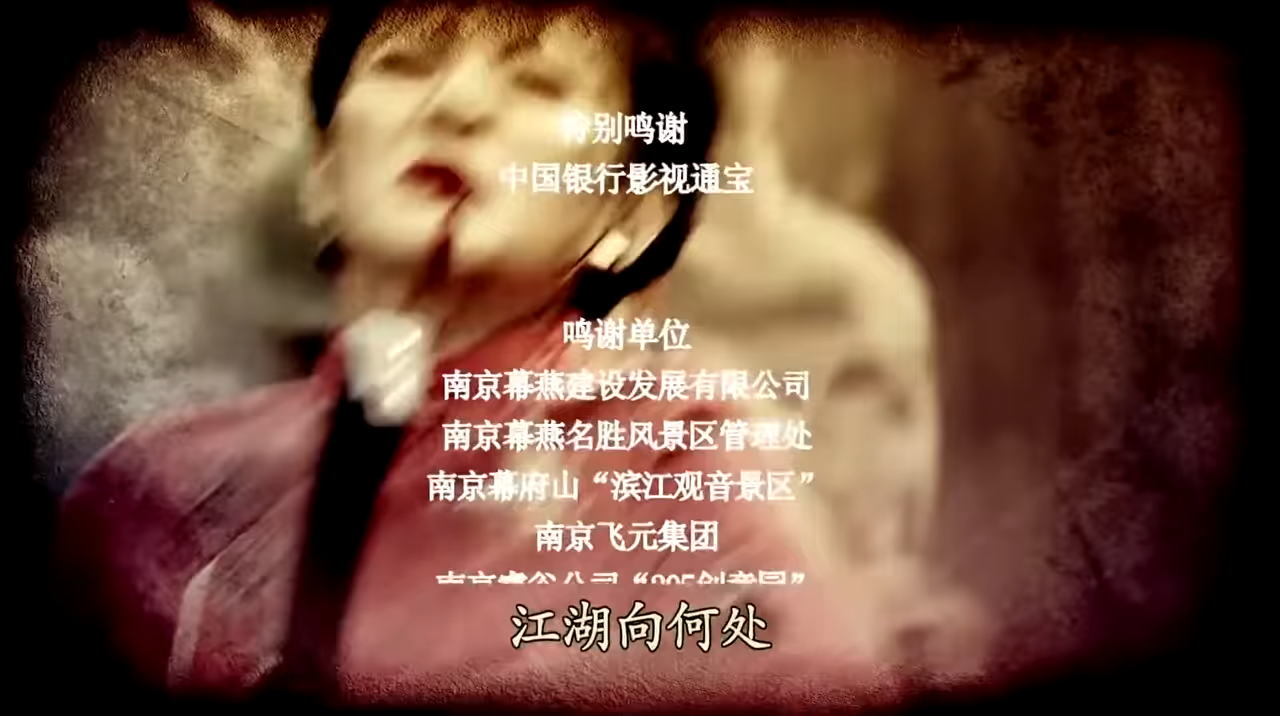 特别鸣谢
中国银行影视通宝
鸣谢单位
南京幕燕建设发展有限公司
南京幕燕名胜风景区管理处
南京幕府山“滨江观音景区”
南京飞元集团
江湖向何处